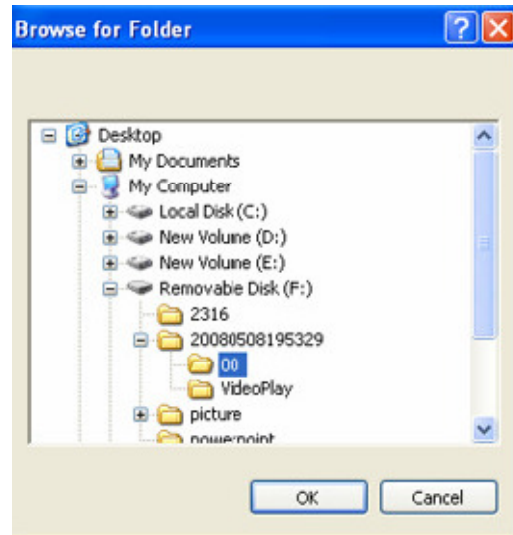 Browse for Folder
Desktop
My Documents
My Computer
Local Disk (C:)
New Volume (D:)
New Volume (E:)
Removable Disk (F:)
2316
20080508195329
00
VideoPlay
picture
powerpoint
OK
Cancel